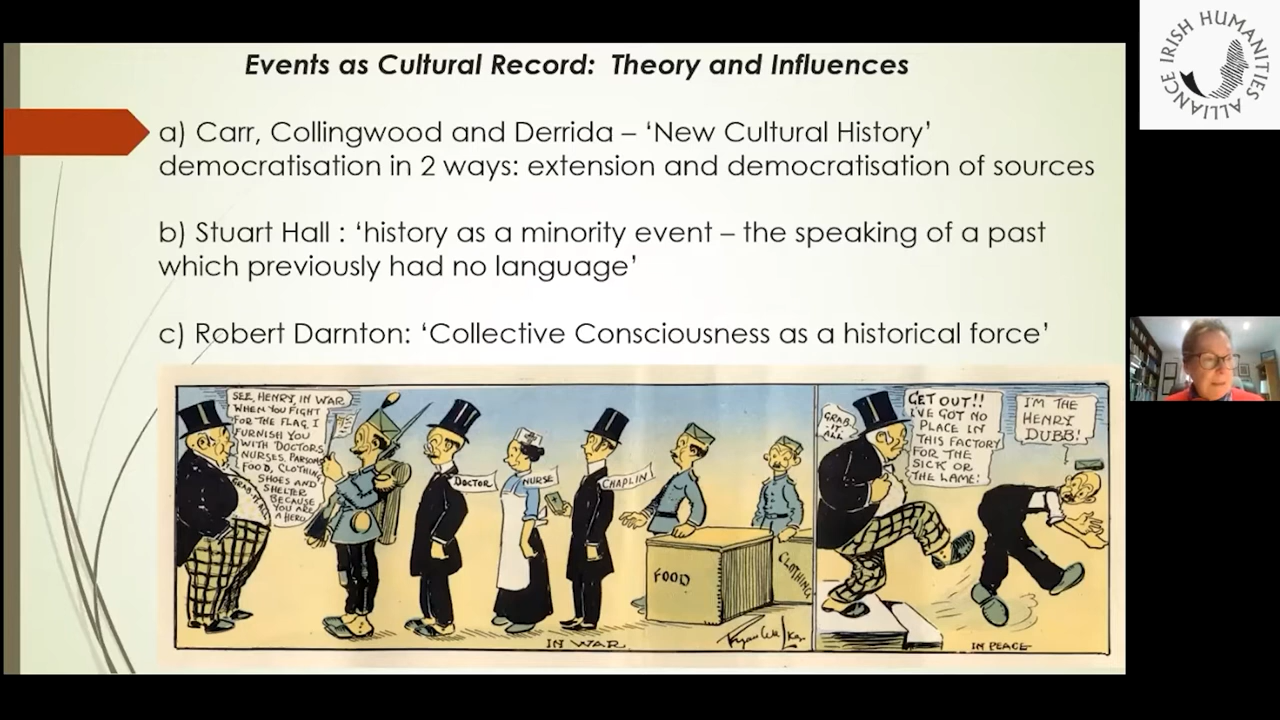 Events as Cultural Record: Theory and Influences
a) Carr, Collingwood and Derrida – ‘New Cultural History’
democratisation in 2 ways: extension and democratisation of sources
b) Stuart Hall : ‘history as a minority event – the speaking of a past
which previously had no language’
c) Robert Darnton: ‘Collective Consciousness as a historical force’
SEE, HENRY, IN WAR
WHEN YOU FIGHT
FOR THE FLAG, I
FURNISH YOU
WITH DOCTORS,
NURSES, PARSONS,
FOOD, CLOTHING
SHOES AND
SHELTER
BECAUSE
YOU ARE
A HERO
DOCTOR
NURSE
CHAPLIN
FOOD
CLOTHING
IN WAR
Ryan Walker
GRAB
IT
ALL
GET OUT!!
I'VE GOT NO
PLACE IN
THIS FACTORY
FOR THE
SICK OR
THE LAME!
I'M THE
HENRY
DUBB!
IN PEACE
IRISH HUMANITIES ALLIANCE